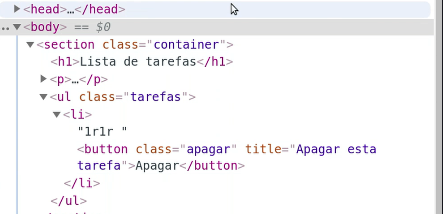 <head>…</head>
<body> == $0
<section class="container">
<h1>Lista de tarefas</h1>
<p>…</p>
<ul class="tarefas">
<li>
"1r1r "
<button class="apagar" title="Apagar esta
tarefa">Apagar</button>
</li>
</ul>